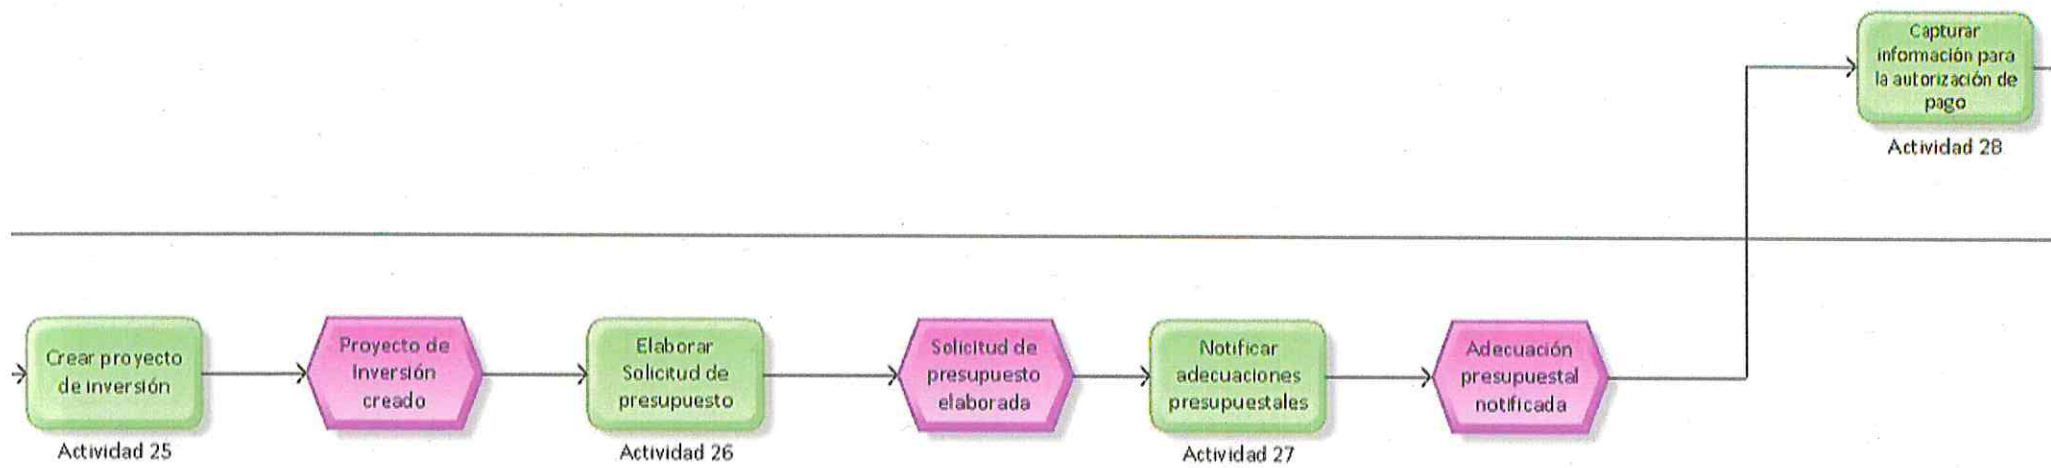 Capturar
información para
la autorización de
pago
Actividad 28
Crear proyecto
de inversión
Actividad 25
Proyecto de
Inversión
creado
Elaborar
Solicitud de
presupuesto
Actividad 26
Solicitud de
presupuesto
elaborada
Notificar
adecuaciones
presupuestales
Actividad 27
Adecuación
presupuestal
notificada